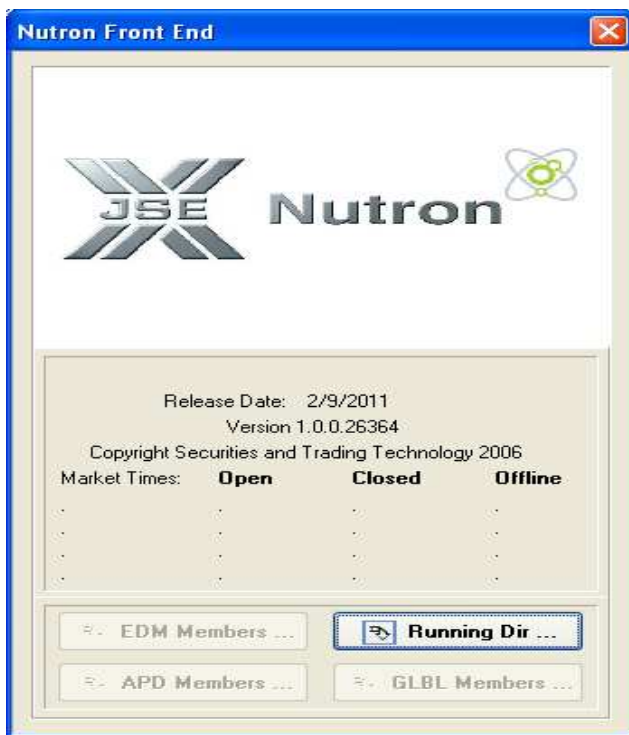 Nutron Front End
JSE Nutron
Release Date: 2/9/2011
Version 1.0.0.26364
Copyright Securities and Trading Technology 2006
Market Times: Open Closed Offline
. . . .
. . . .
. . . .
. . . .
EDM Members ... Running Dir ...
APD Members ... GLBL Members ...